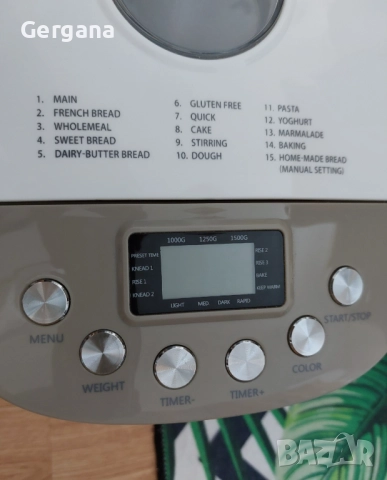 Gergana
1. MAIN
2. FRENCH BREAD
3. WHOLEMEAL
4. SWEET BREAD
5. DAIRY-BUTTER BREAD
6. GLUTEN FREE
7. QUICK
8. CAKE
9. STIRRING
10. DOUGH
11. PASTA
12. YOGHURT
13. MARMALADE
14. BAKING
15. HOME-MADE BREAD
(MANUAL SETTING)
1000G 1250G 1500G
PRESET TIME
KNEAD 1
RISE 1
KNEAD 2
RISE 2
RISE 3
BAKE
KEEP WARM
LIGHT MED DARK RAPID
MENU
WEIGHT
TIMER-
TIMER+
COLOR
START/STOP
BAZAR